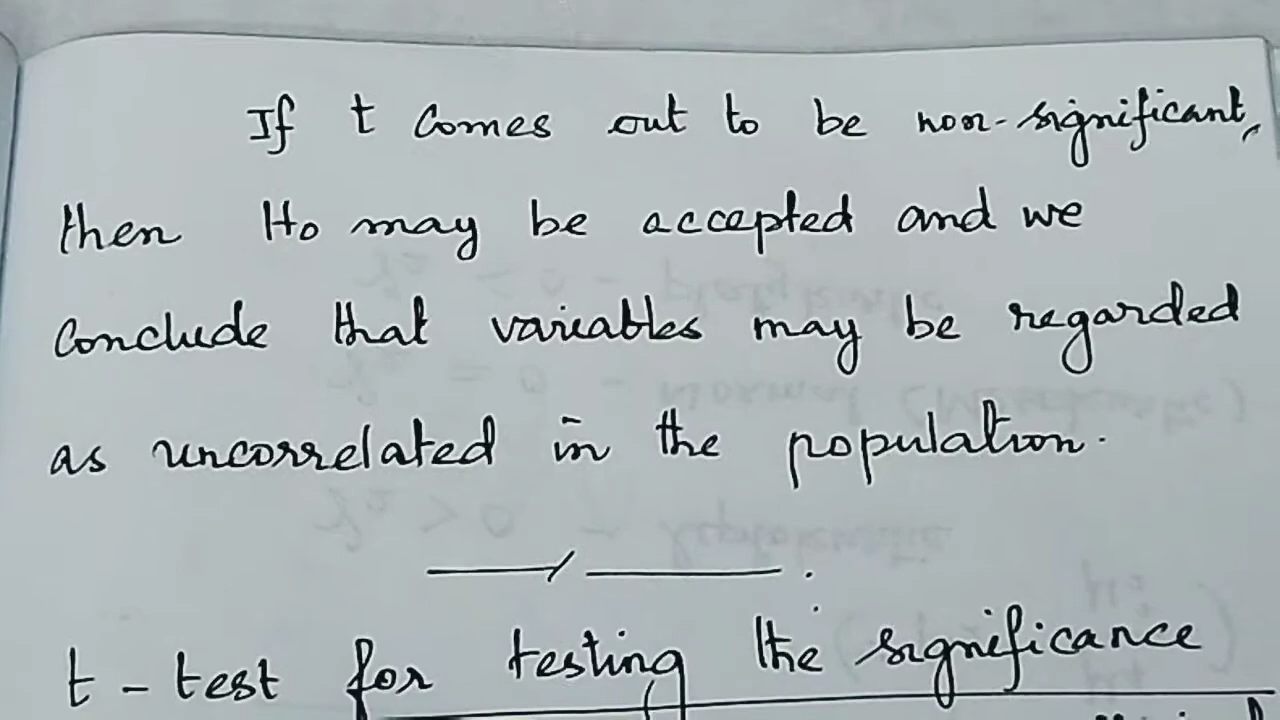 If t comes out to be non-significant,
then Ho may be accepted and we
conclude that variables may be regarded
as uncorrelated in the population.
t - test for testing the significance